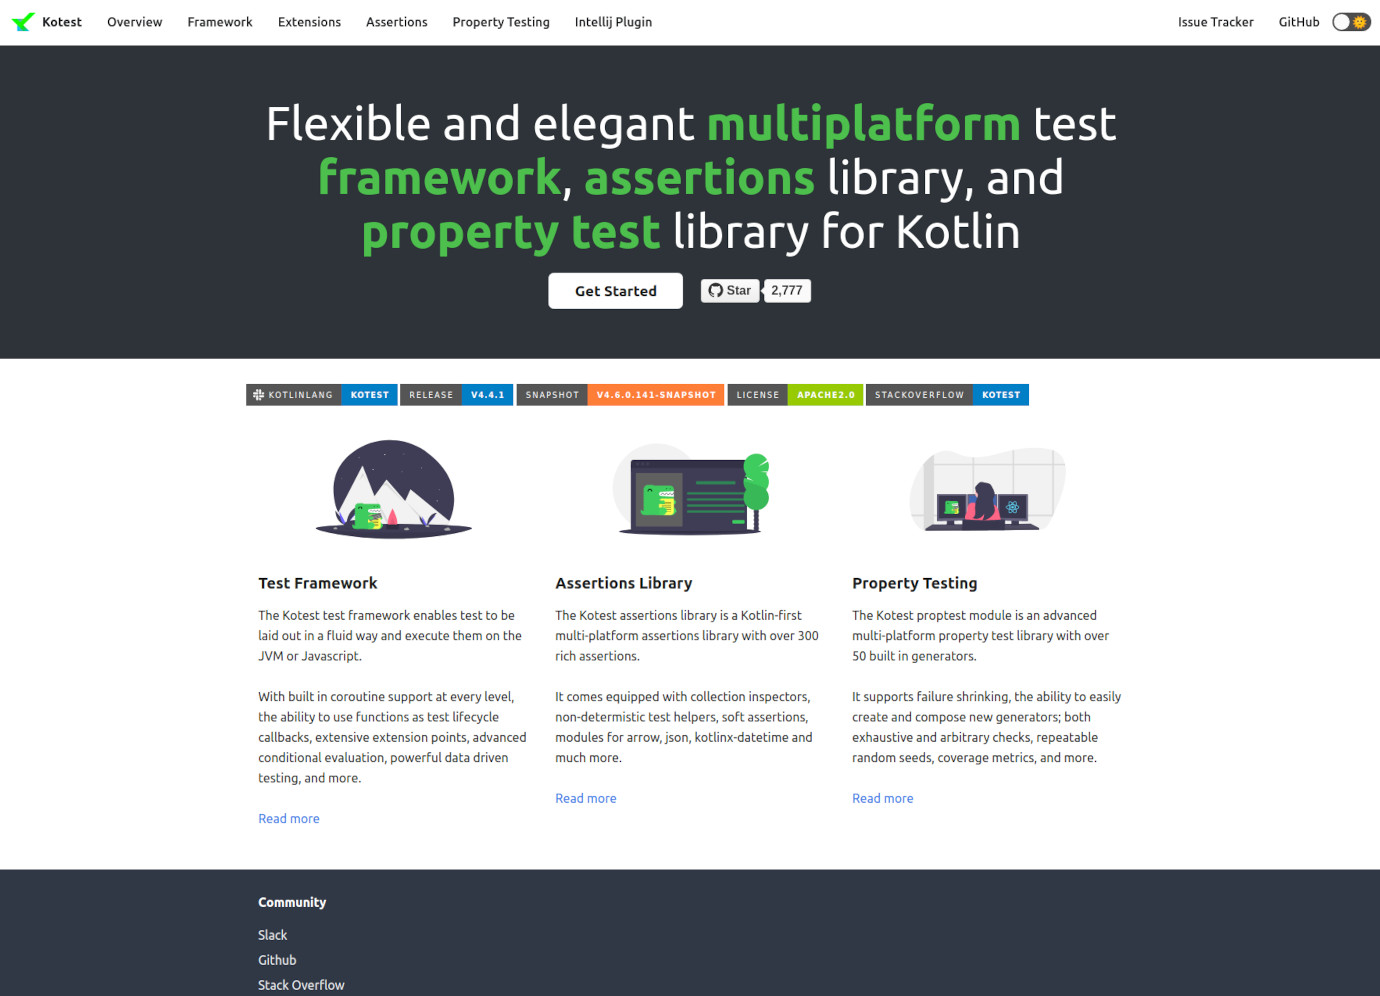 Kotest Overview Framework Extensions Assertions Property Testing Intellij Plugin Issue Tracker GitHub
Flexible and elegant multiplatform test
framework, assertions library, and
property test library for Kotlin
Get Started Star 2,777
KOTLINLANG KOTEST RELEASE V4.4.1 SNAPSHOT V4.6.0.141-SNAPSHOT LICENSE APACHE2.0 STACKOVERFLOW KOTEST
Test Framework
The Kotest test framework enables test to be
laid out in a fluid way and execute them on the
JVM or Javascript.
With built in coroutine support at every level,
the ability to use functions as test lifecycle
callbacks, extensive extension points, advanced
conditional evaluation, powerful data driven
testing, and more.
Read more
Assertions Library
The Kotest assertions library is a Kotlin-first
multi-platform assertions library with over 300
rich assertions.
It comes equipped with collection inspectors,
non-determistic test helpers, soft assertions,
modules for arrow, json, kotlinx-datetime and
much more.
Read more
Property Testing
The Kotest proptest module is an advanced
multi-platform property test library with over
50 built in generators.
It supports failure shrinking, the ability to easily
create and compose new generators; both
exhaustive and arbitrary checks, repeatable
random seeds, coverage metrics, and more.
Read more
Community
Slack
Github
Stack Overflow